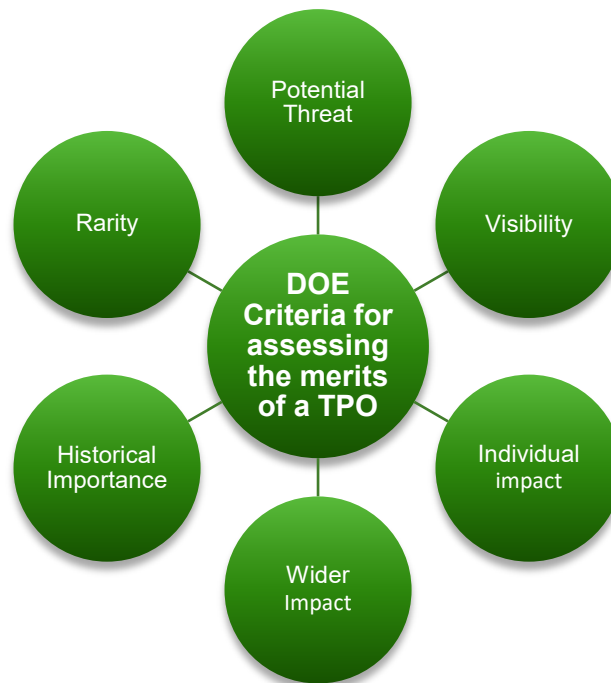 Potential
Threat
Rarity
Visibility
DOE
Criteria for
assessing
the merits
of a TPO
Historical
Importance
Individual
impact
Wider
Impact